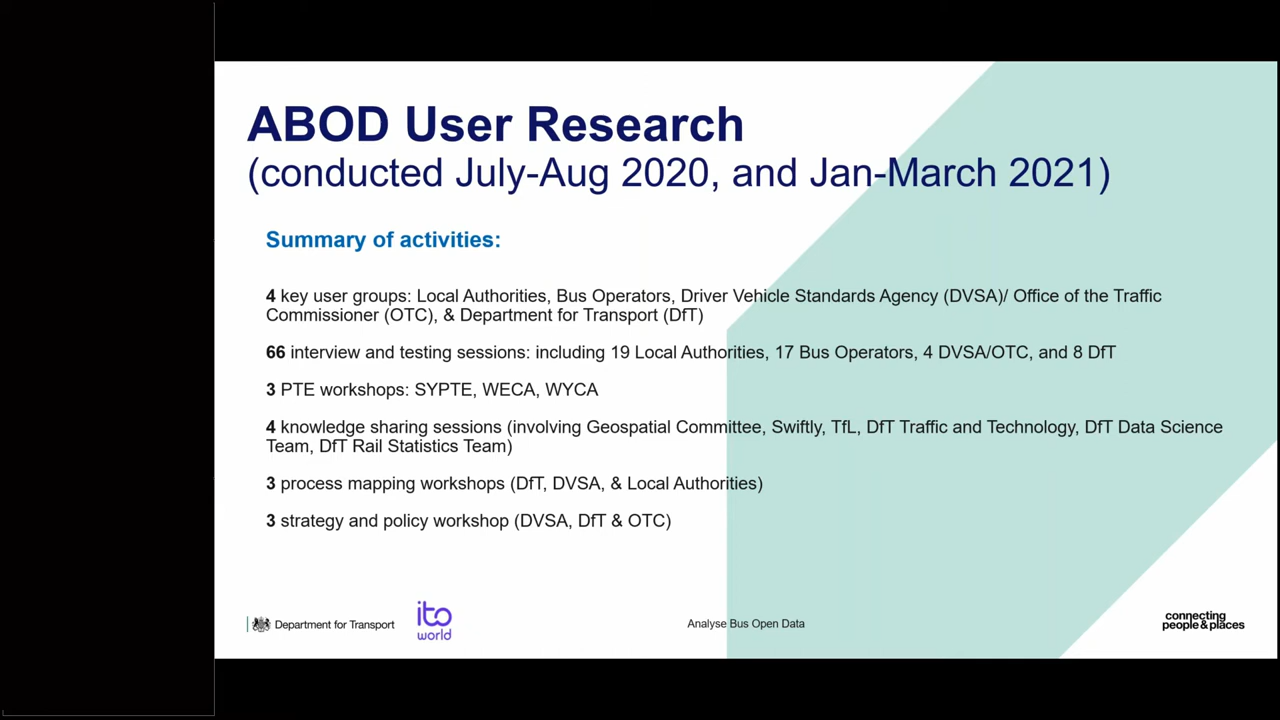 ABOD User Research
(conducted July-Aug 2020, and Jan-March 2021)
Summary of activities:
4 key user groups: Local Authorities, Bus Operators, Driver Vehicle Standards Agency (DVSA)/ Office of the Traffic
Commissioner (OTC), & Department for Transport (DfT)
66 interview and testing sessions: including 19 Local Authorities, 17 Bus Operators, 4 DVSA/OTC, and 8 DfT
3 PTE workshops: SYPTE, WECA, WYCA
4 knowledge sharing sessions (involving Geospatial Committee, Swiftly, TfL, DfT Traffic and Technology, DfT Data Science
Team, DfT Rail Statistics Team)
3 process mapping workshops (DfT, DVSA, & Local Authorities)
3 strategy and policy workshop (DVSA, DfT & OTC)
Department for Transport
ito
world
Analyse Bus Open Data
connecting
people&places